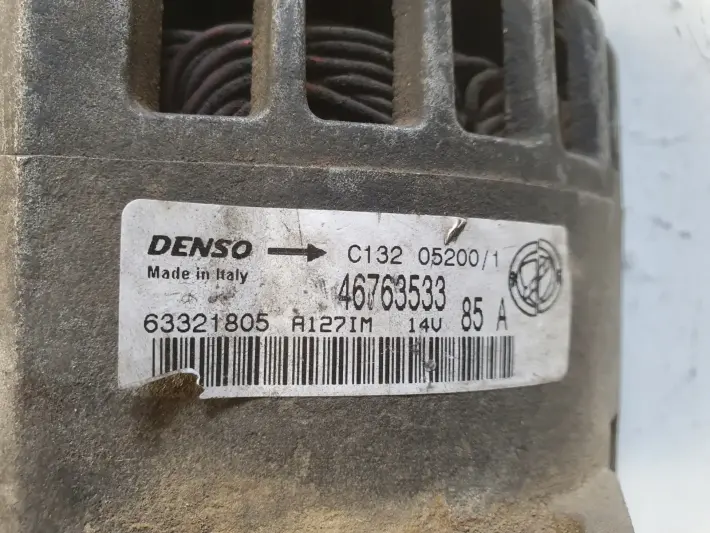 DENSO → C132 05200/1
Made in Italy
46763533
63321805 A127IM 14V 85 A